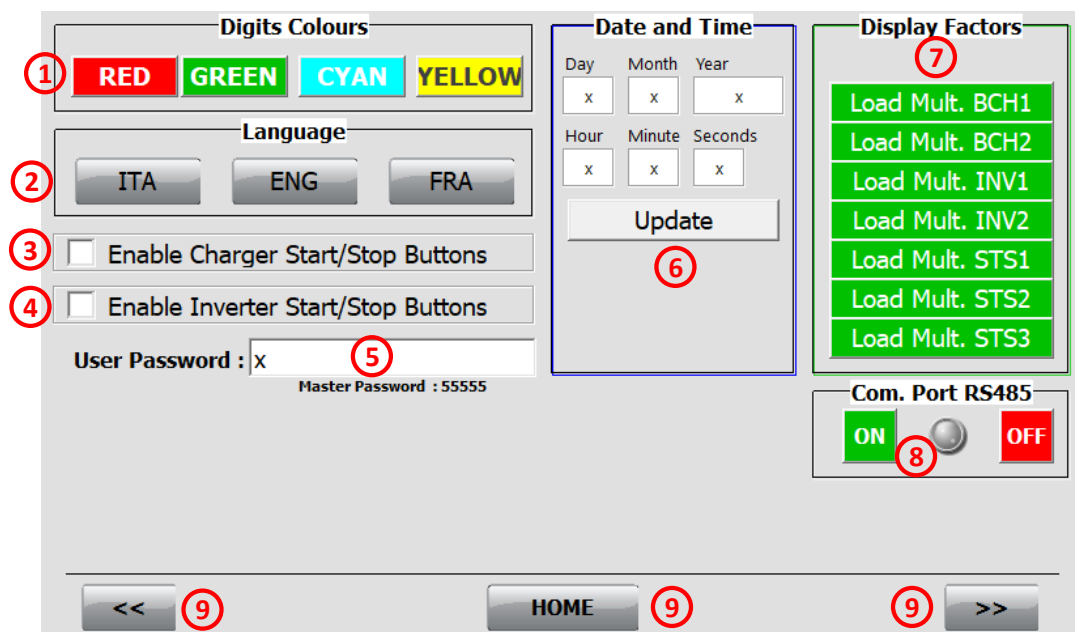 Digits Colours
1 RED GREEN CYAN YELLOW
Language
2 ITA ENG FRA
3 Enable Charger Start/Stop Buttons
4 Enable Inverter Start/Stop Buttons
User Password : x 5
Master Password : 55555
Date and Time
Day Month Year
x x x
Hour Minute Seconds
x x x
Update
6
Display Factors
7
Load Mult. BCH1
Load Mult. BCH2
Load Mult. INV1
Load Mult. INV2
Load Mult. STS1
Load Mult. STS2
Load Mult. STS3
Com. Port RS485
ON 8 OFF
<< 9 HOME 9 9 >>